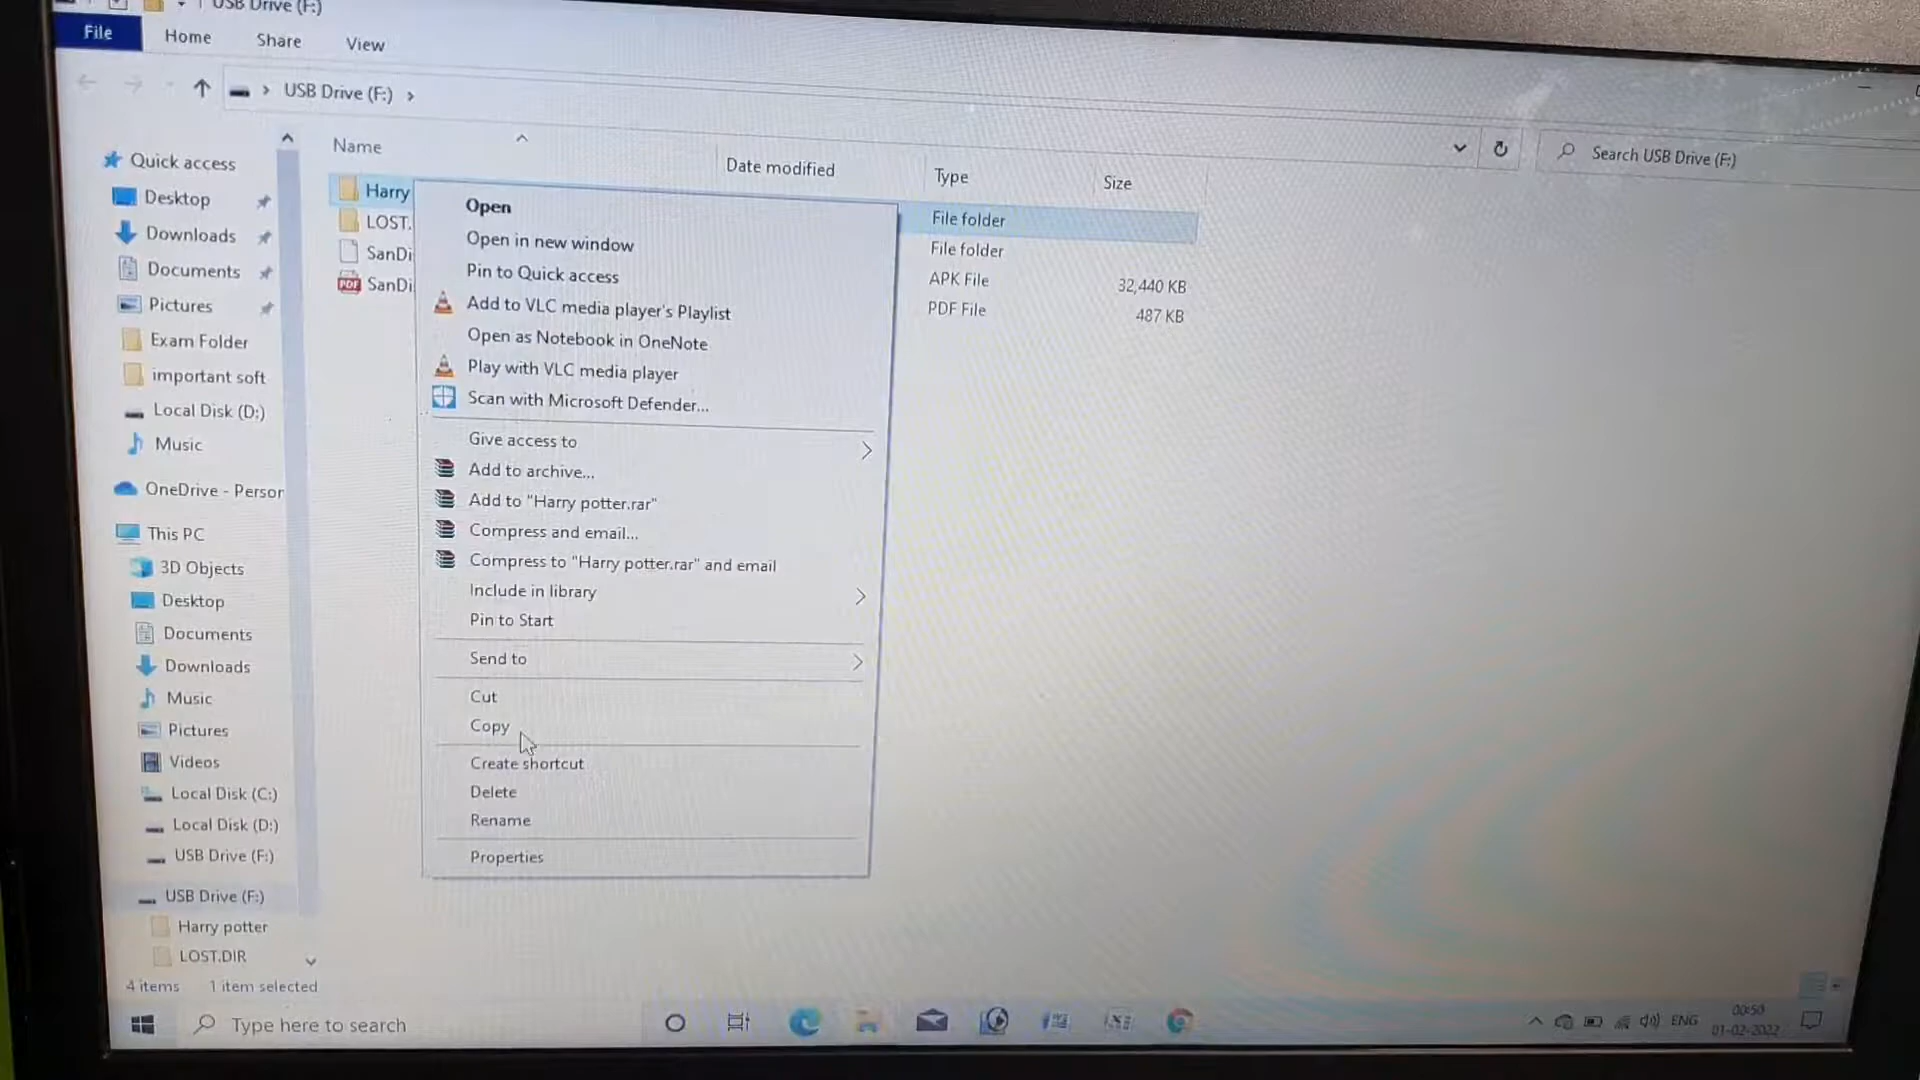 USB Drive (F:)
File
Home
Share
View
USB Drive (F:)
Search USB Drive (F:)
Name
Date modified
Type
Size
Harry
File folder
LOST.
File folder
SanDi
APK File
32,440 KB
SanDi
PDF File
487 KB
Quick access
Desktop
Downloads
Documents
Pictures
Exam Folder
important soft
Local Disk (D:)
Music
OneDrive - Person
This PC
3D Objects
Desktop
Documents
Downloads
Music
Pictures
Videos
Local Disk (C:)
Local Disk (D:)
USB Drive (F:)
USB Drive (F:)
Harry potter
LOST.DIR
Open
Open in new window
Pin to Quick access
Add to VLC media player's Playlist
Open as Notebook in OneNote
Play with VLC media player
Scan with Microsoft Defender...
Give access to
Add to archive...
Add to "Harry potter.rar"
Compress and email...
Compress to "Harry potter.rar" and email
Include in library
Pin to Start
Send to
Cut
Copy
Create shortcut
Delete
Rename
Properties
4 items
1 item selected
Type here to search
ENG
00:50
01-02-2022